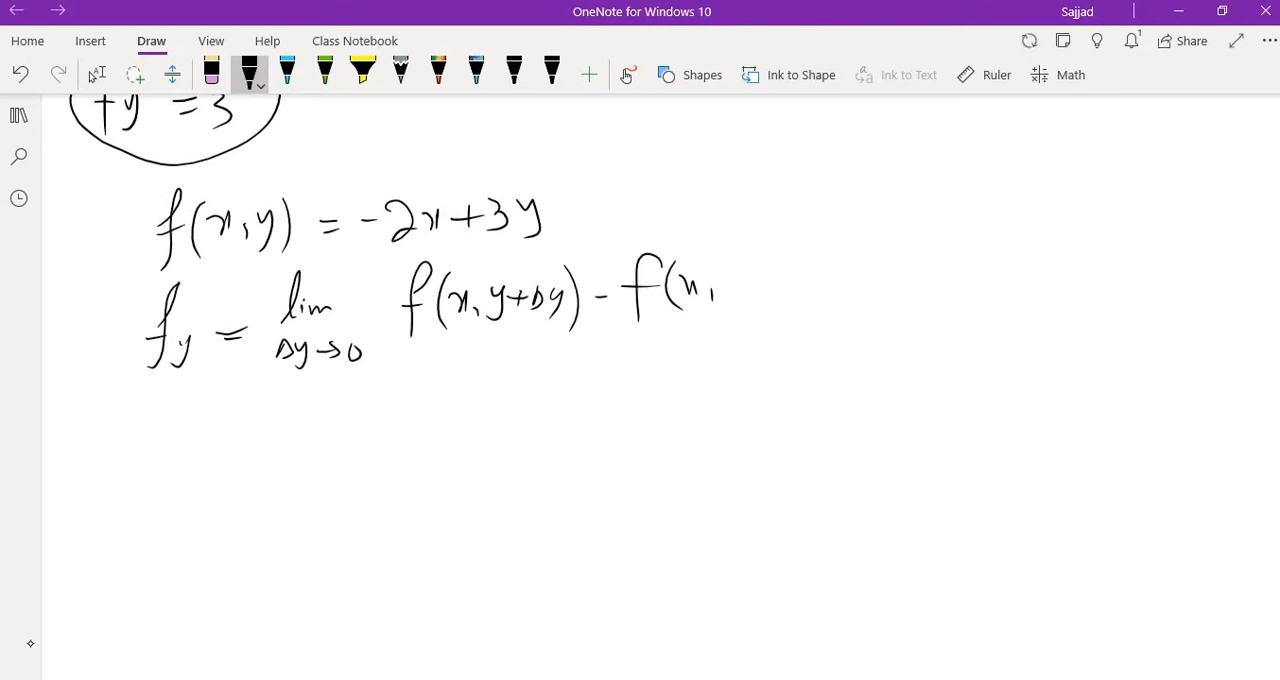 OneNote for Windows 10
Sajjad
Home Insert Draw View Help Class Notebook
1 Share
Shapes Ink to Shape Ink to Text Ruler Math
+y = 3
f(x,y) = -2x+3y
fy = lim f(x, y+Δy) - f(x,
Δy→0